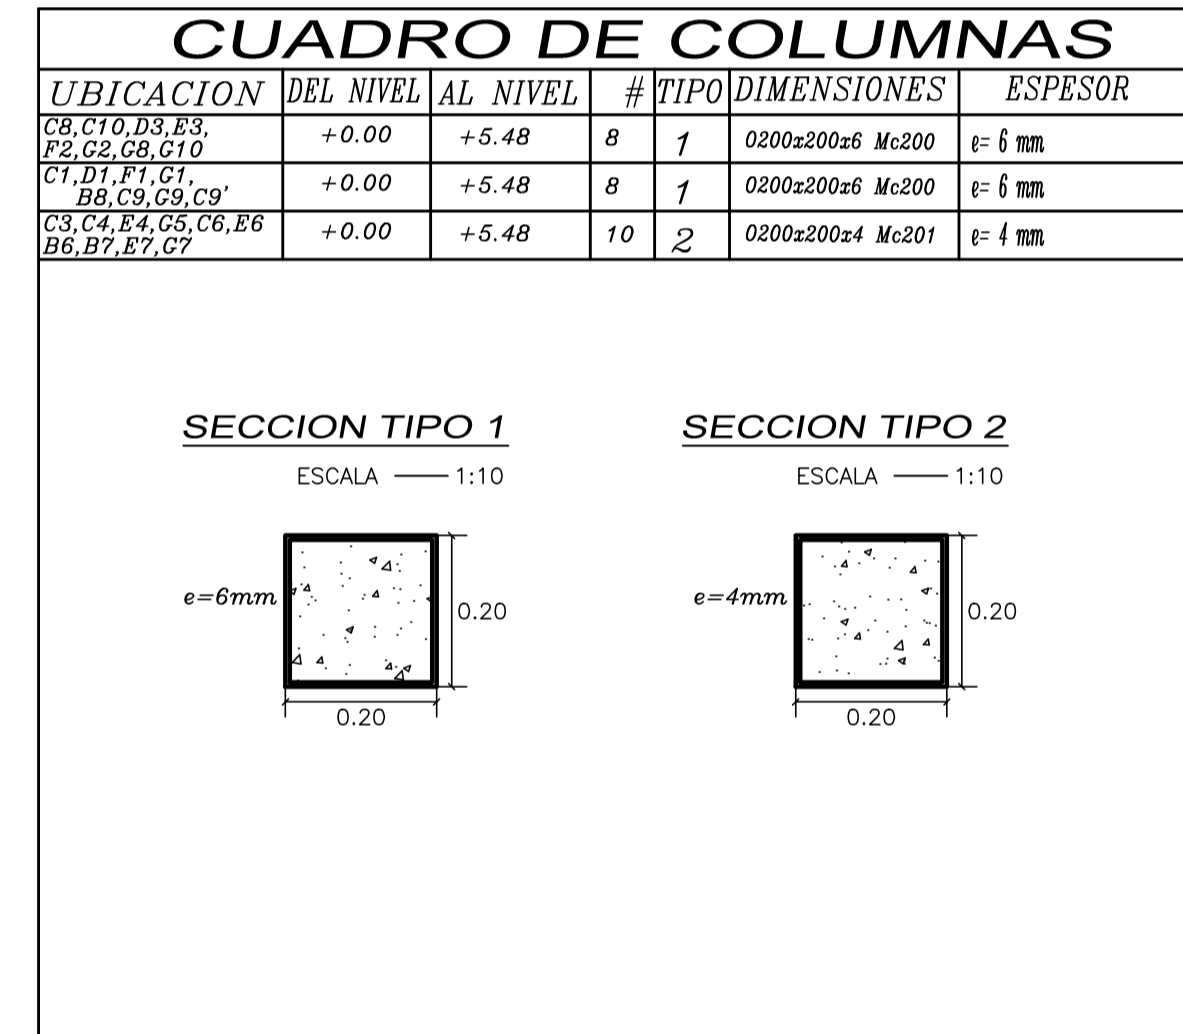 CUADRO DE COLUMNAS
UBICACION DEL NIVEL AL NIVEL # TIPO DIMENSIONES ESPESOR
C8,C10,D3,E3,
F2,G2,G8,G10 +0.00 +5.48 8 1 0200x200x6 Mc200 e= 6 mm
C1,D1,F1,G1,
B8,C9,G9,C9' +0.00 +5.48 8 1 0200x200x6 Mc200 e= 6 mm
C3,C4,E4,G5,C6,E6
B6,B7,E7,G7 +0.00 +5.48 10 2 0200x200x4 Mc201 e= 4 mm
SECCION TIPO 1
ESCALA 1:10
e=6mm
0.20
0.20
SECCION TIPO 2
ESCALA 1:10
e=4mm
0.20
0.20